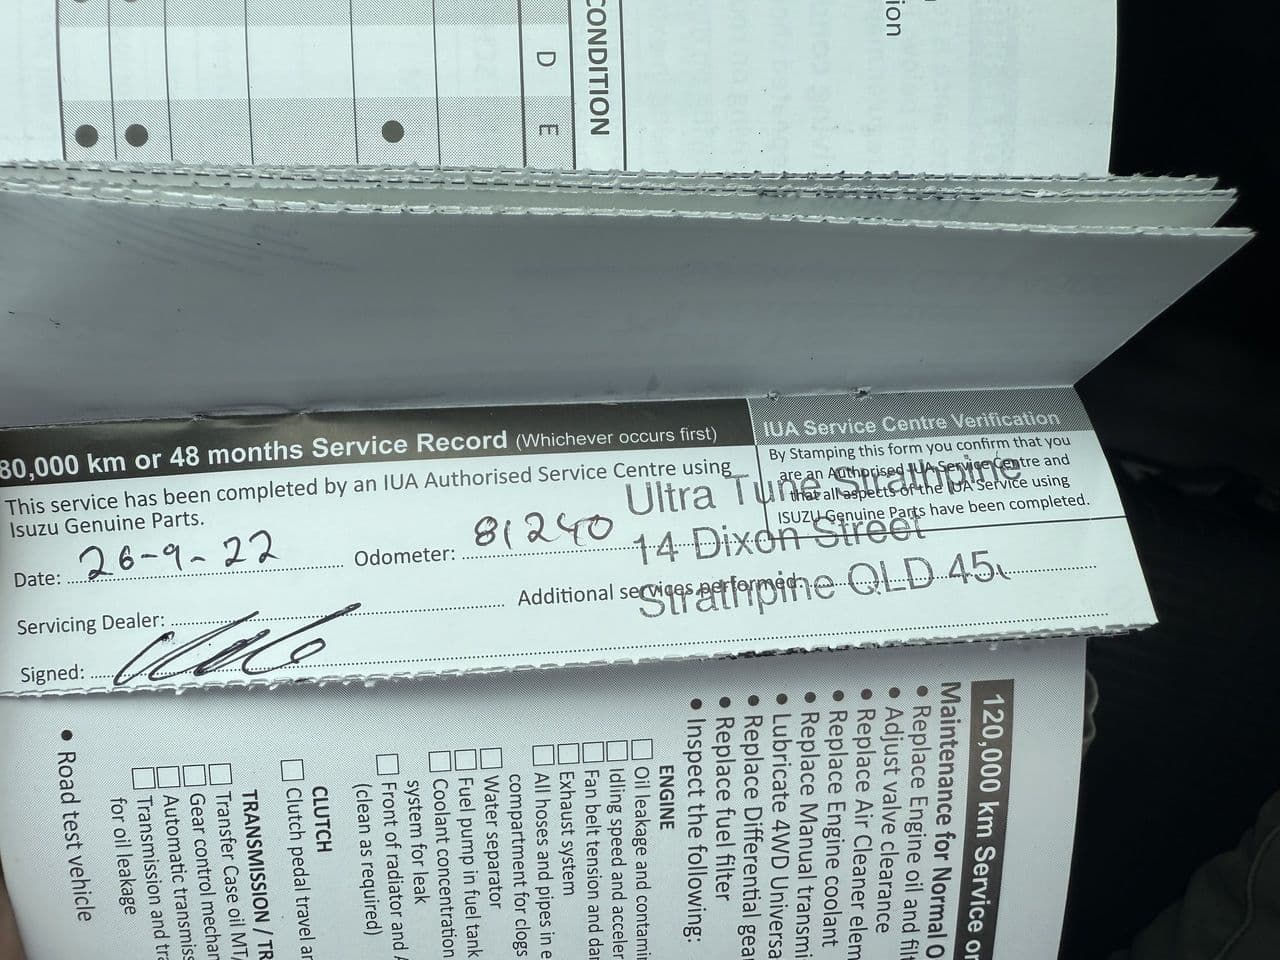 ion
CONDITION
D
E
80,000 km or 48 months Service Record (Whichever occurs first)
This service has been completed by an IUA Authorised Service Centre using
Isuzu Genuine Parts.
Date: 26-9-22
Odometer: 81240
Servicing Dealer:
Additional services performed:
Signed:
IUA Service Centre Verification
By Stamping this form you confirm that you
are an Authorised IUA Service Centre and
that all aspects of the IUA Service using
ISUZU Genuine Parts have been completed.
Ultra Tune Strathpine
14 Dixon Street
Strathpine QLD 45
120,000 km Service or
Maintenance for Normal O
• Replace Engine oil and filt
• Adjust valve clearance
• Replace Air Cleaner elem
• Replace Engine coolant
• Replace Manual transmi
• Lubricate 4WD Universa
• Replace Differential gea
• Replace fuel filter
• Inspect the following:
ENGINE
Oil leakage and contami
Idling speed and acceler
Fan belt tension and da
Exhaust system
All hoses and pipes in e
compartment for clogs
Water separator
Fuel pump in fuel tank
Coolant concentration
system for leak
Front of radiator and A
(clean as required)
CLUTCH
Clutch pedal travel a
TRANSMISSION / TR
Transfer Case oil MT/
Gear control mechan
Automatic transmiss
Transmission and tra
for oil leakage
• Road test vehicle